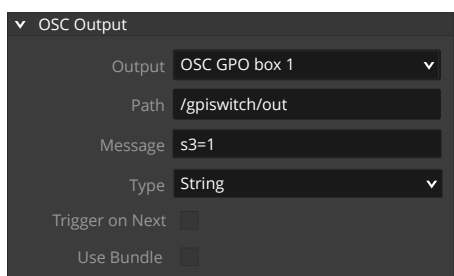 OSC Output
Output OSC GPO box 1
Path /gpiswitch/out
Message s3=1
Type String
Trigger on Next
Use Bundle